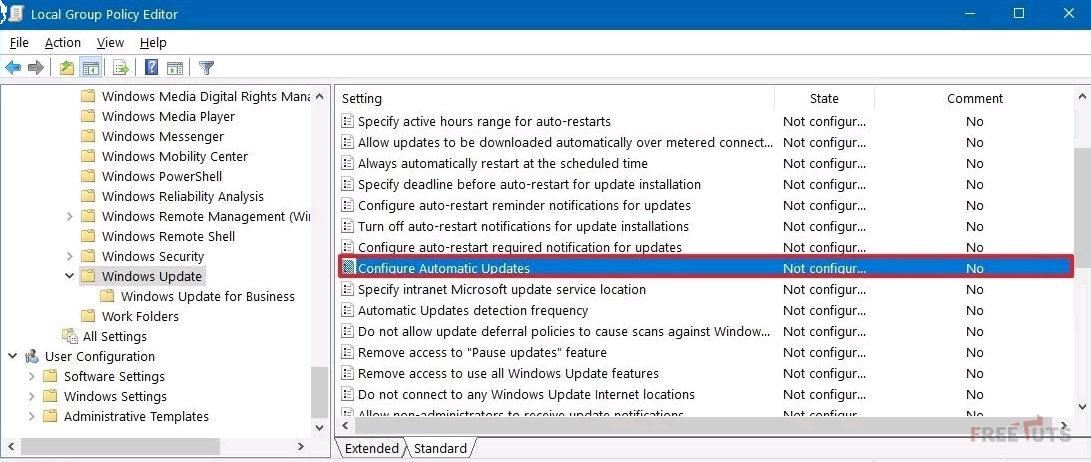 Local Group Policy Editor
File Action View Help
Windows Media Digital Rights Mana
Windows Media Player
Windows Messenger
Windows Mobility Center
Windows PowerShell
Windows Reliability Analysis
Windows Remote Management (Wi
Windows Remote Shell
Windows Security
Windows Update
Windows Update for Business
Work Folders
All Settings
User Configuration
Software Settings
Windows Settings
Administrative Templates
Setting State Comment
Specify active hours range for auto-restarts Not configur... No
Allow updates to be downloaded automatically over metered connect... Not configur... No
Always automatically restart at the scheduled time Not configur... No
Specify deadline before auto-restart for update installation Not configur... No
Configure auto-restart reminder notifications for updates Not configur... No
Turn off auto-restart notifications for update installations Not configur... No
Configure auto-restart required notification for updates Not configur... No
Configure Automatic Updates Not configur... No
Specify intranet Microsoft update service location Not configur... No
Automatic Updates detection frequency Not configur... No
Do not allow update deferral policies to cause scans against Window... Not configur... No
Remove access to "Pause updates" feature Not configur... No
Remove access to use all Windows Update features Not configur... No
Do not connect to any Windows Update Internet locations Not configur... No
Allow non-administrators to receive update notifications Not configur... No
Extended Standard
FREETUTS